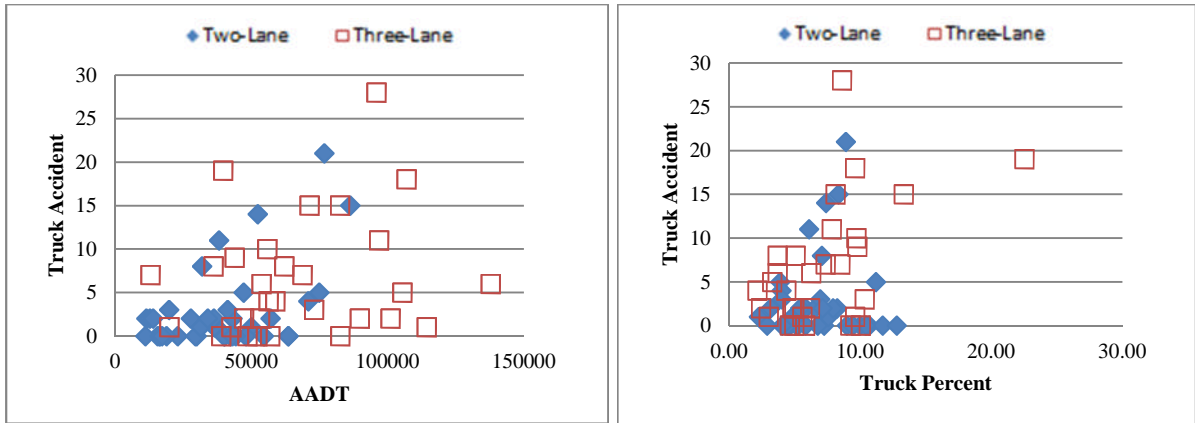 Two-Lane Three-Lane
30
25
20
15
10
5
0
Truck Accident
0 50000 100000 150000
AADT
Two-Lane Three-Lane
30
25
20
15
10
5
0
Truck Accident
0.00 10.00 20.00 30.00
Truck Percent